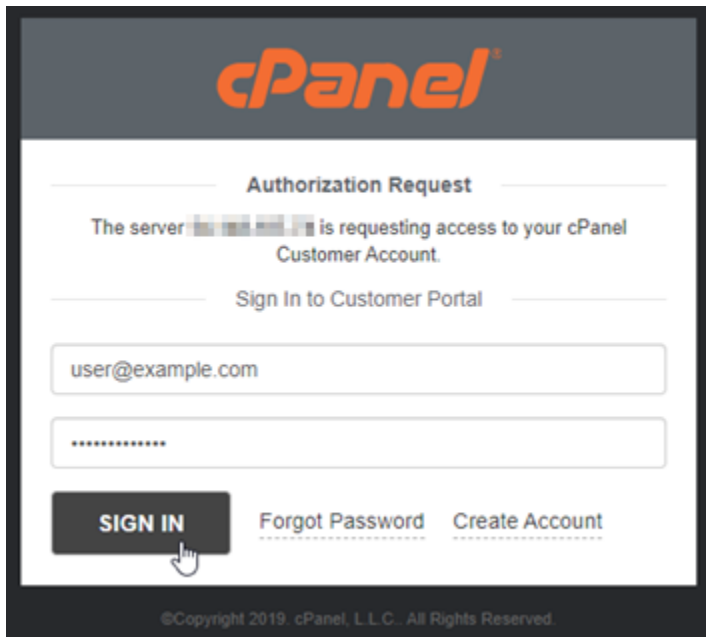 cPanel®
Authorization Request
The server is requesting access to your cPanel
Customer Account.
Sign In to Customer Portal
user@example.com
•••••••••••••
SIGN IN Forgot Password Create Account
©Copyright 2019. cPanel, L.L.C.. All Rights Reserved.